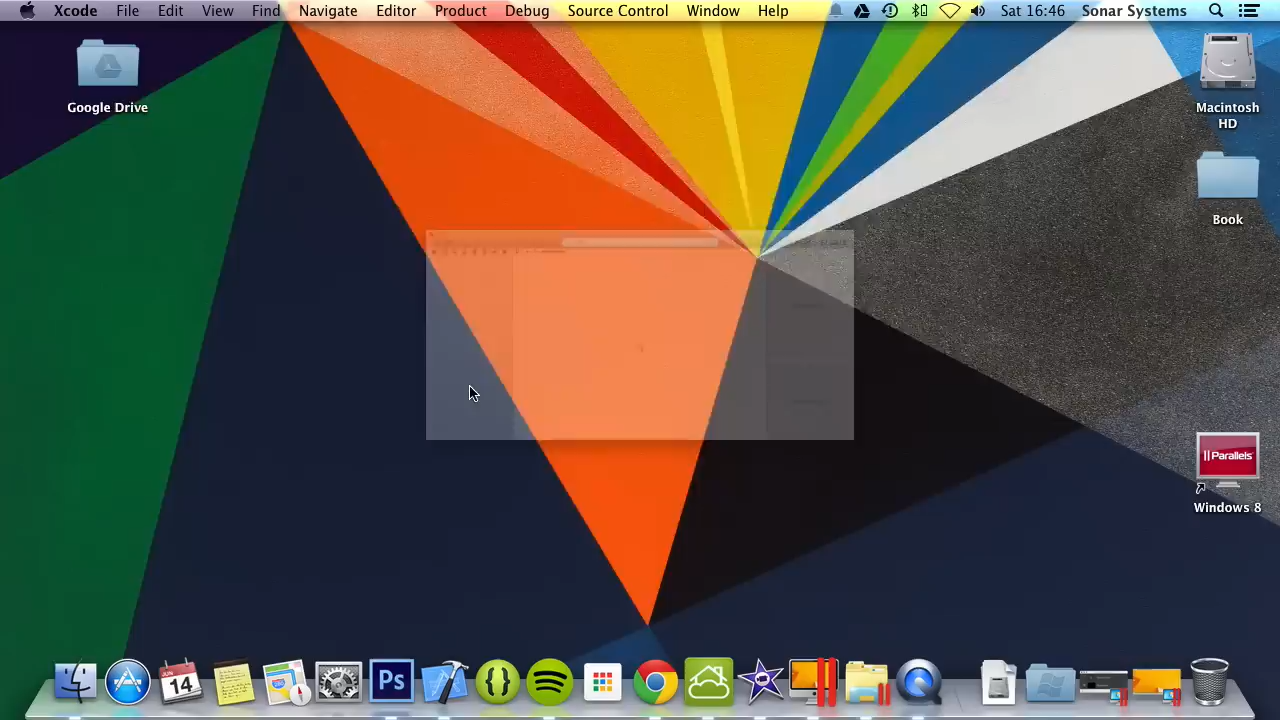 Xcode File Edit View Find Navigate Editor Product Debug Source Control Window Help Sat 16:46 Sonar Systems
Google Drive
Macintosh
HD
Book
|| Parallels
Windows 8
JUN
14
Ps
{}